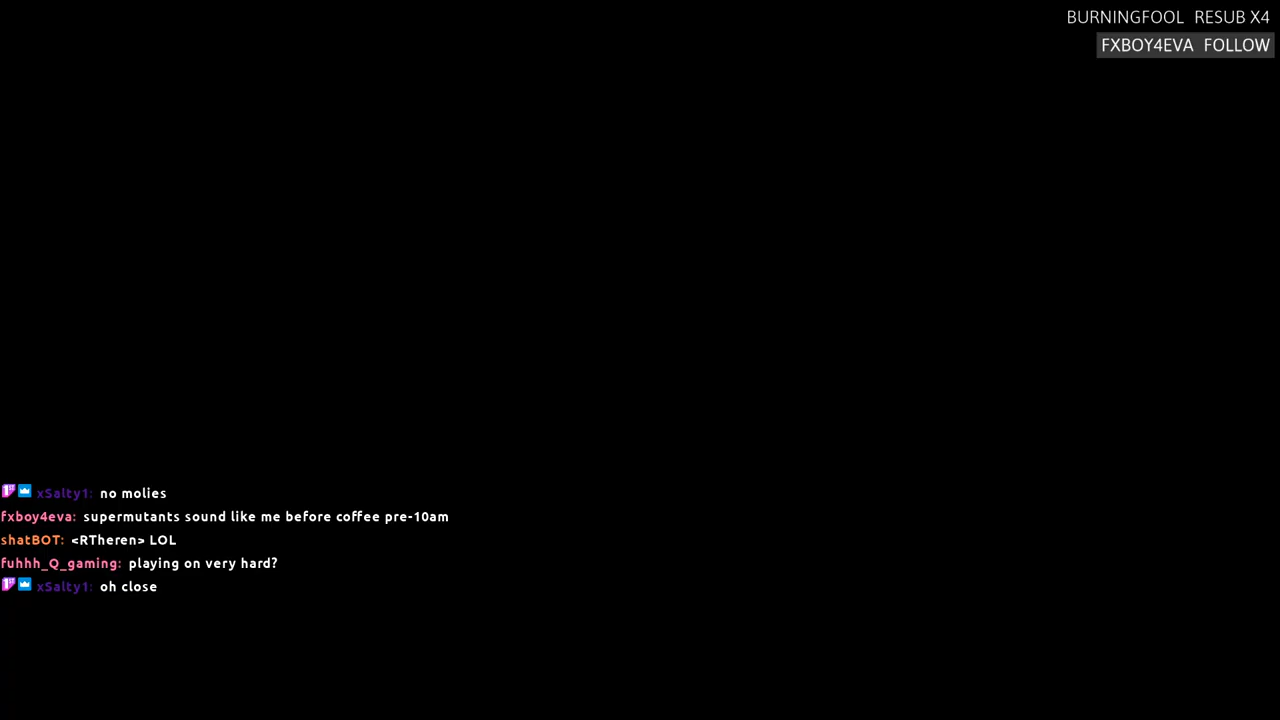 BURNINGFOOL RESUB X4
FXBOY4EVA FOLLOW
xSalty1: no molies
fxboy4eva: supermutants sound like me before coffee pre-10am
shatBOT: <RTheren> LOL
fuhhh_Q_gaming: playing on very hard?
xSalty1: oh close